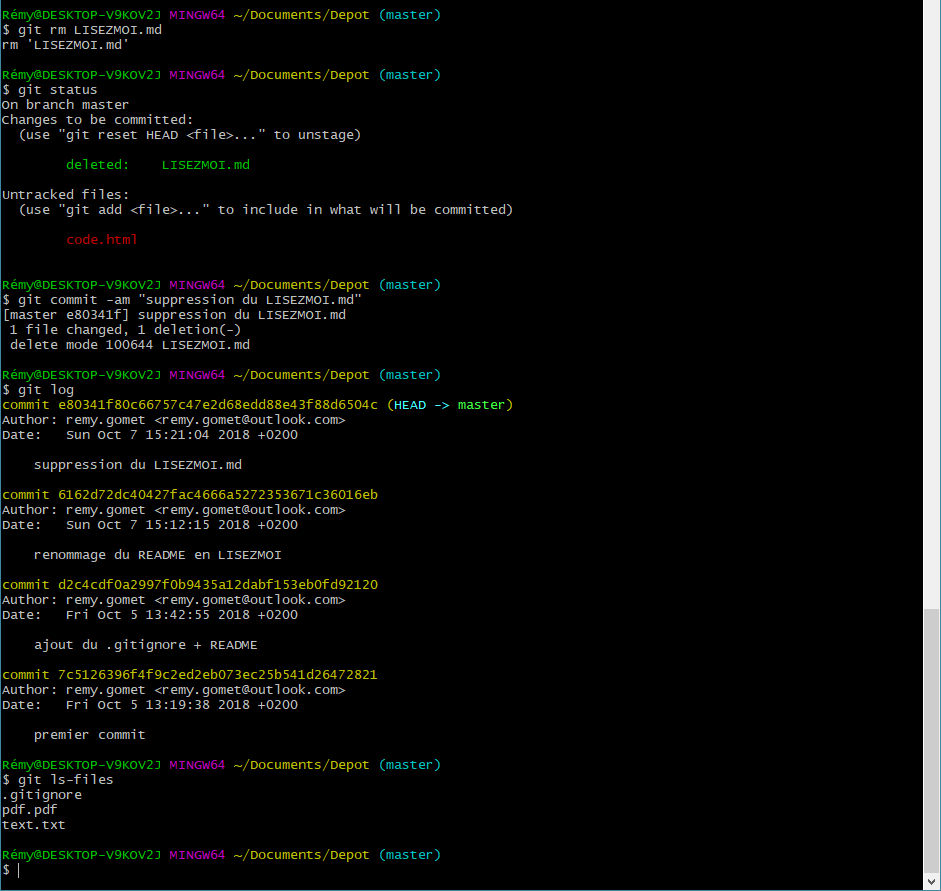 Rémy@DESKTOP-V9KOV2J MINGW64 ~/Documents/Depot (master)
$ git rm LISEZMOI.md
rm 'LISEZMOI.md'
Rémy@DESKTOP-V9KOV2J MINGW64 ~/Documents/Depot (master)
$ git status
On branch master
Changes to be committed:
  (use "git reset HEAD <file>..." to unstage)
        deleted:    LISEZMOI.md
Untracked files:
  (use "git add <file>..." to include in what will be committed)
        code.html
Rémy@DESKTOP-V9KOV2J MINGW64 ~/Documents/Depot (master)
$ git commit -am "suppression du LISEZMOI.md"
[master e80341f] suppression du LISEZMOI.md
 1 file changed, 1 deletion(-)
 delete mode 100644 LISEZMOI.md
Rémy@DESKTOP-V9KOV2J MINGW64 ~/Documents/Depot (master)
$ git log
commit e80341f80c66757c47e2d68edd88e43f88d6504c (HEAD -> master)
Author: remy.gomet <remy.gomet@outlook.com>
Date:   Sun Oct 7 15:21:04 2018 +0200
    suppression du LISEZMOI.md
commit 6162d72dc40427fac4666a5272353671c36016eb
Author: remy.gomet <remy.gomet@outlook.com>
Date:   Sun Oct 7 15:12:15 2018 +0200
    renommage du README en LISEZMOI
commit d2c4cdf0a2997f0b9435a12dabf153eb0fd92120
Author: remy.gomet <remy.gomet@outlook.com>
Date:   Fri Oct 5 13:42:55 2018 +0200
    ajout du .gitignore + README
commit 7c5126396f4f9c2ed2eb073ec25b541d26472821
Author: remy.gomet <remy.gomet@outlook.com>
Date:   Fri Oct 5 13:19:38 2018 +0200
    premier commit
Rémy@DESKTOP-V9KOV2J MINGW64 ~/Documents/Depot (master)
$ git ls-files
.gitignore
pdf.pdf
text.txt
Rémy@DESKTOP-V9KOV2J MINGW64 ~/Documents/Depot (master)
$